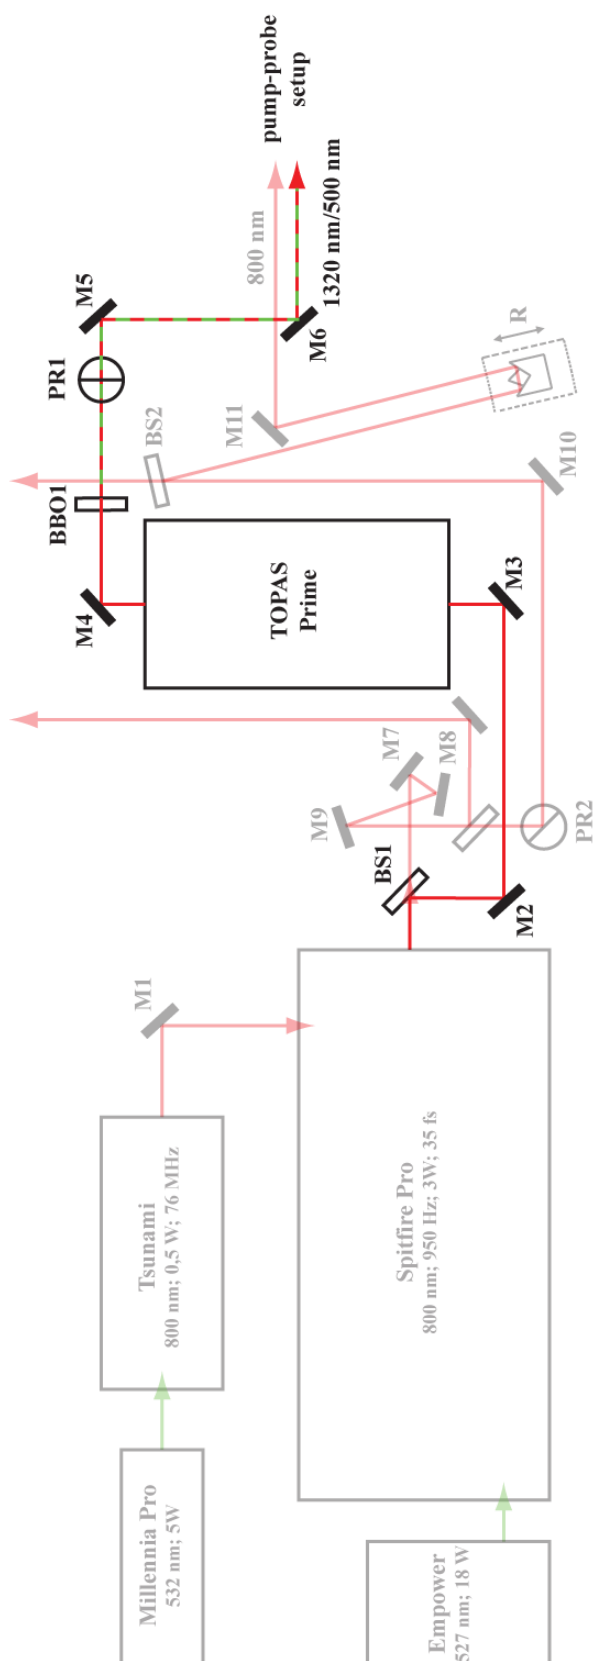 pump-probe
setup
800 nm
1320 nm/500 nm
M5
M6
PR1
M11
R
BS2
M10
BBO1
M4
TOPAS
Prime
M3
M7
M8
M9
PR2
BS1
M2
M1
Tsunami
800 nm; 0,5 W; 76 MHz
Spitfire Pro
800 nm; 950 Hz; 3W; 35 fs
Millennia Pro
532 nm; 5W
Empower
527 nm; 18 W